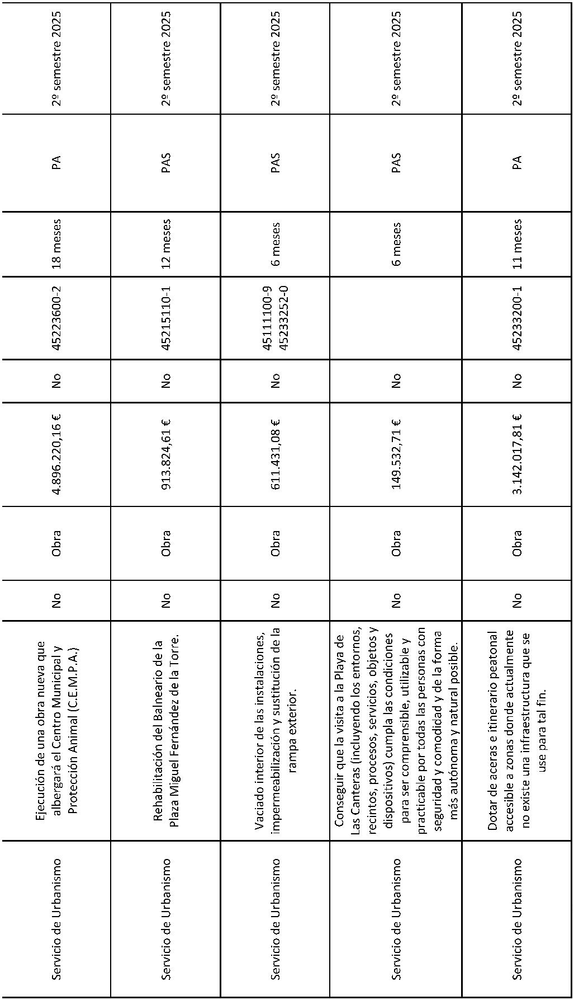 Servicio de Urbanismo
Ejecución de una obra nueva que
albergará el Centro Municipal y
Protección Animal (C.E.M.P.A.)
No
Obra
4.896.220,16 €
No
45223600-2
18 meses
PA
2º semestre 2025
Servicio de Urbanismo
Rehabilitación del Balneario de la
Plaza Miguel Fernández de la Torre.
No
Obra
913.824,61 €
No
45215110-1
12 meses
PAS
2º semestre 2025
Servicio de Urbanismo
Vaciado interior de las instalaciones,
impermeabilización y sustitución de la
rampa exterior.
No
Obra
611.431,08 €
No
45111100-9
45233252-0
6 meses
PAS
2º semestre 2025
Servicio de Urbanismo
Conseguir que la visita a la Playa de
Las Canteras (incluyendo los entornos,
recintos, procesos, servicios, objetos y
dispositivos) cumpla las condiciones
para ser comprensible, utilizable y
practicable por todas las personas con
seguridad y comodidad y de la forma
más autónoma y natural posible.
No
Obra
149.532,71 €
No
6 meses
PAS
2º semestre 2025
Servicio de Urbanismo
Dotar de aceras e itinerario peatonal
accesible a zonas donde actualmente
no existe una infraestructura que se
use para tal fin.
No
Obra
3.142.017,81 €
No
45233200-1
11 meses
PA
2º semestre 2025